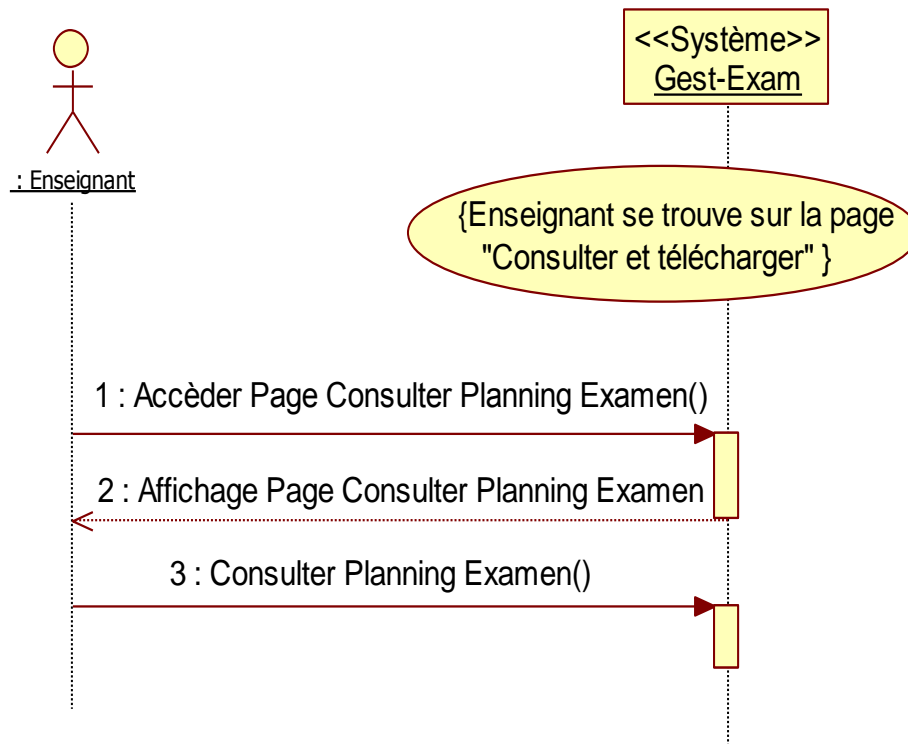 <<Système>>
Gest-Exam
: Enseignant
{Enseignant se trouve sur la page
"Consulter et télécharger" }
1 : Accèder Page Consulter Planning Examen()
2 : Affichage Page Consulter Planning Examen
3 : Consulter Planning Examen()